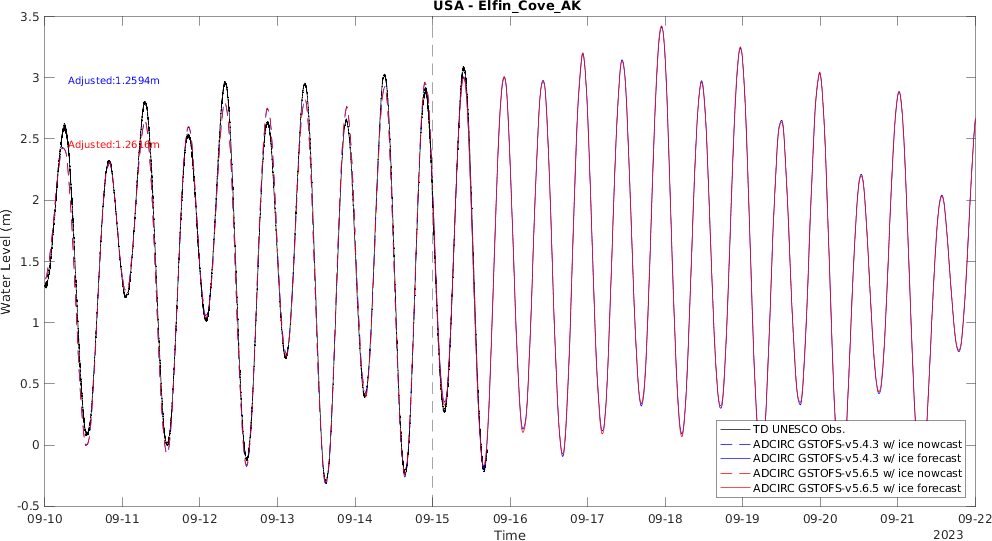 USA - Elfin_Cove_AK
3.5
3
2.5
2
1.5
1
0.5
0
-0.5
Water Level (m)
Adjusted:1.2594m
Adjusted:1.2616m
TD UNESCO Obs.
ADCIRC GSTOFS-v5.4.3 w/ ice nowcast
ADCIRC GSTOFS-v5.4.3 w/ ice forecast
ADCIRC GSTOFS-v5.6.5 w/ ice nowcast
ADCIRC GSTOFS-v5.6.5 w/ ice forecast
09-10 09-11 09-12 09-13 09-14 09-15 09-16 09-17 09-18 09-19 09-20 09-21 09-22
Time
2023